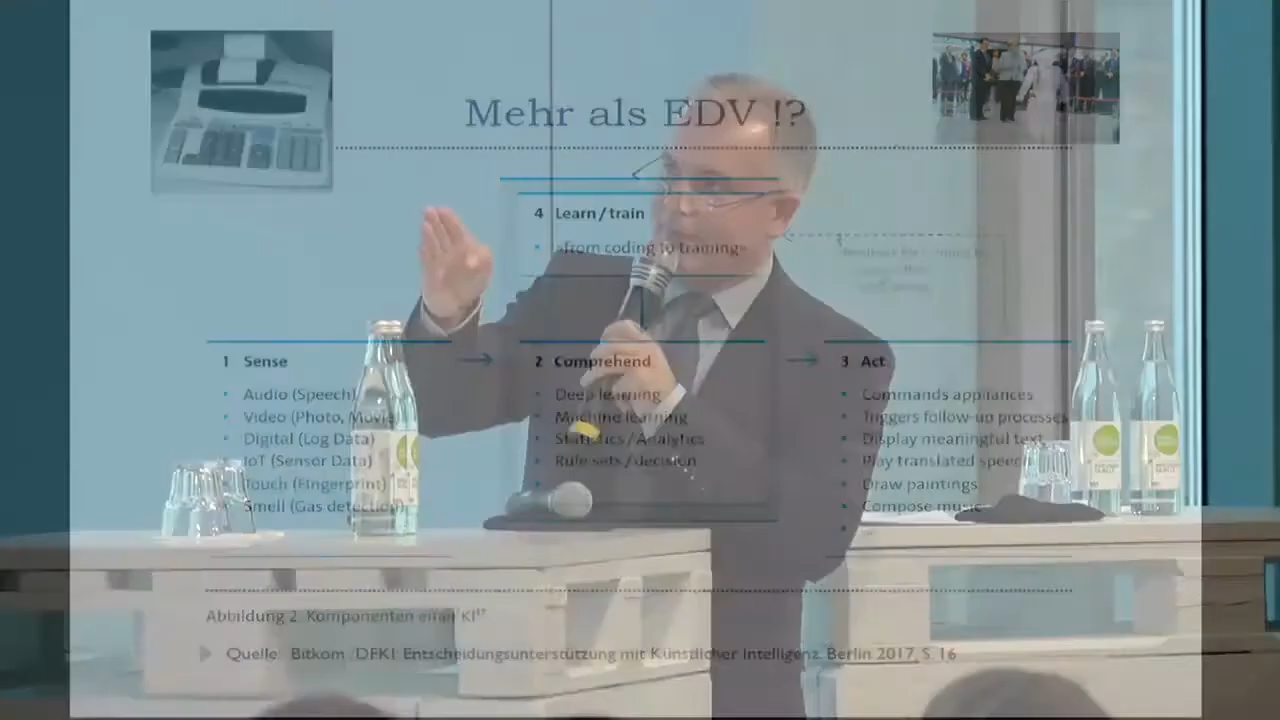 Mehr als EDV !?
4 Learn / train
«from coding to training»
1 Sense
Audio (Speech)
Video (Photo, Movie)
Digital (Log Data)
IoT (Sensor Data)
Touch (Fingerprint)
Smell (Gas detection)
2 Comprehend
Deep learning
Machine learning
Statistics / Analytics
Rule sets / decision
3 Act
Commands appliances
Triggers follow-up processes
Display meaningful text
Play translated speech
Draw paintings
Compose music
Abbildung 2: Komponenten einer KI¹⁷
Quelle: Bitkom /DFKI: Entscheidungsunterstützung mit Künstlicher Intelligenz. Berlin 2017, S. 16